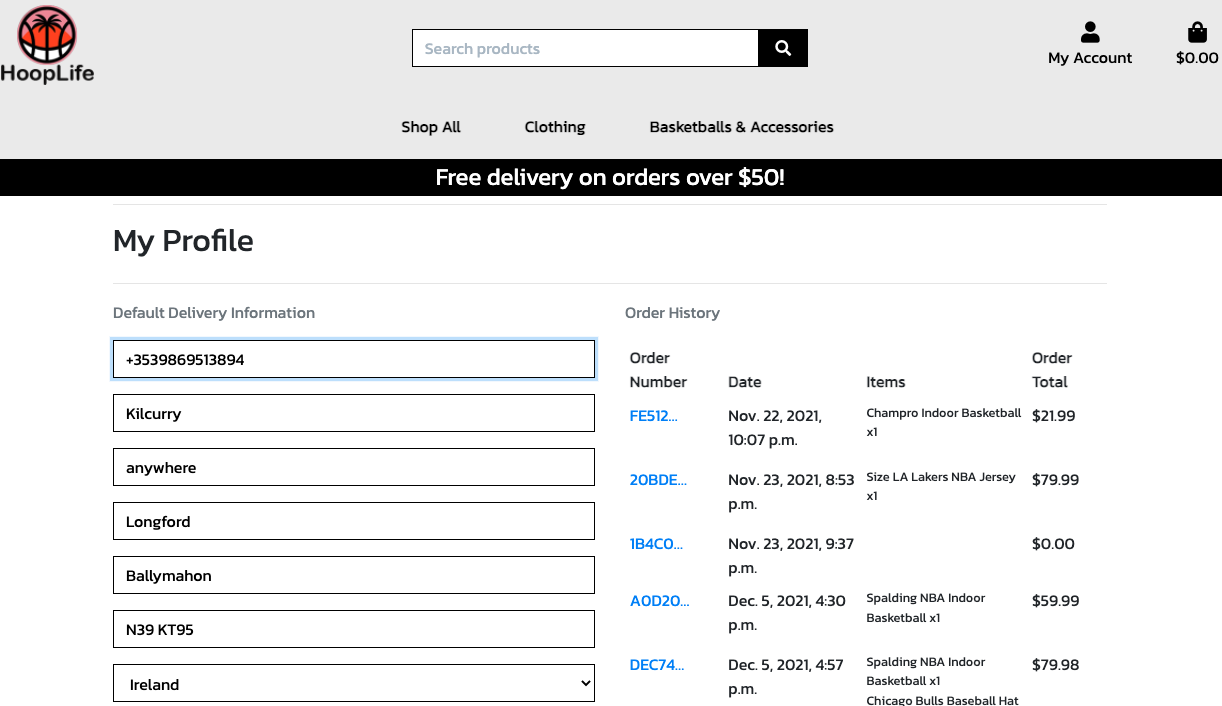 HoopLife
Search products
My Account
$0.00
Shop All
Clothing
Basketballs & Accessories
Free delivery on orders over $50!
My Profile
Default Delivery Information
+3539869513894
Kilcurry
anywhere
Longford
Ballymahon
N39 KT95
Ireland
Order History
Order
Number
Date
Items
Order
Total
FE512...
Nov. 22, 2021,
10:07 p.m.
Champro Indoor Basketball
x1
$21.99
20BDE...
Nov. 23, 2021, 8:53
p.m.
Size LA Lakers NBA Jersey
x1
$79.99
1B4C0...
Nov. 23, 2021, 9:37
p.m.
$0.00
A0D20...
Dec. 5, 2021, 4:30
p.m.
Spalding NBA Indoor
Basketball x1
$59.99
DEC74...
Dec. 5, 2021, 4:57
p.m.
Spalding NBA Indoor
Basketball x1
Chicago Bulls Baseball Hat
$79.98